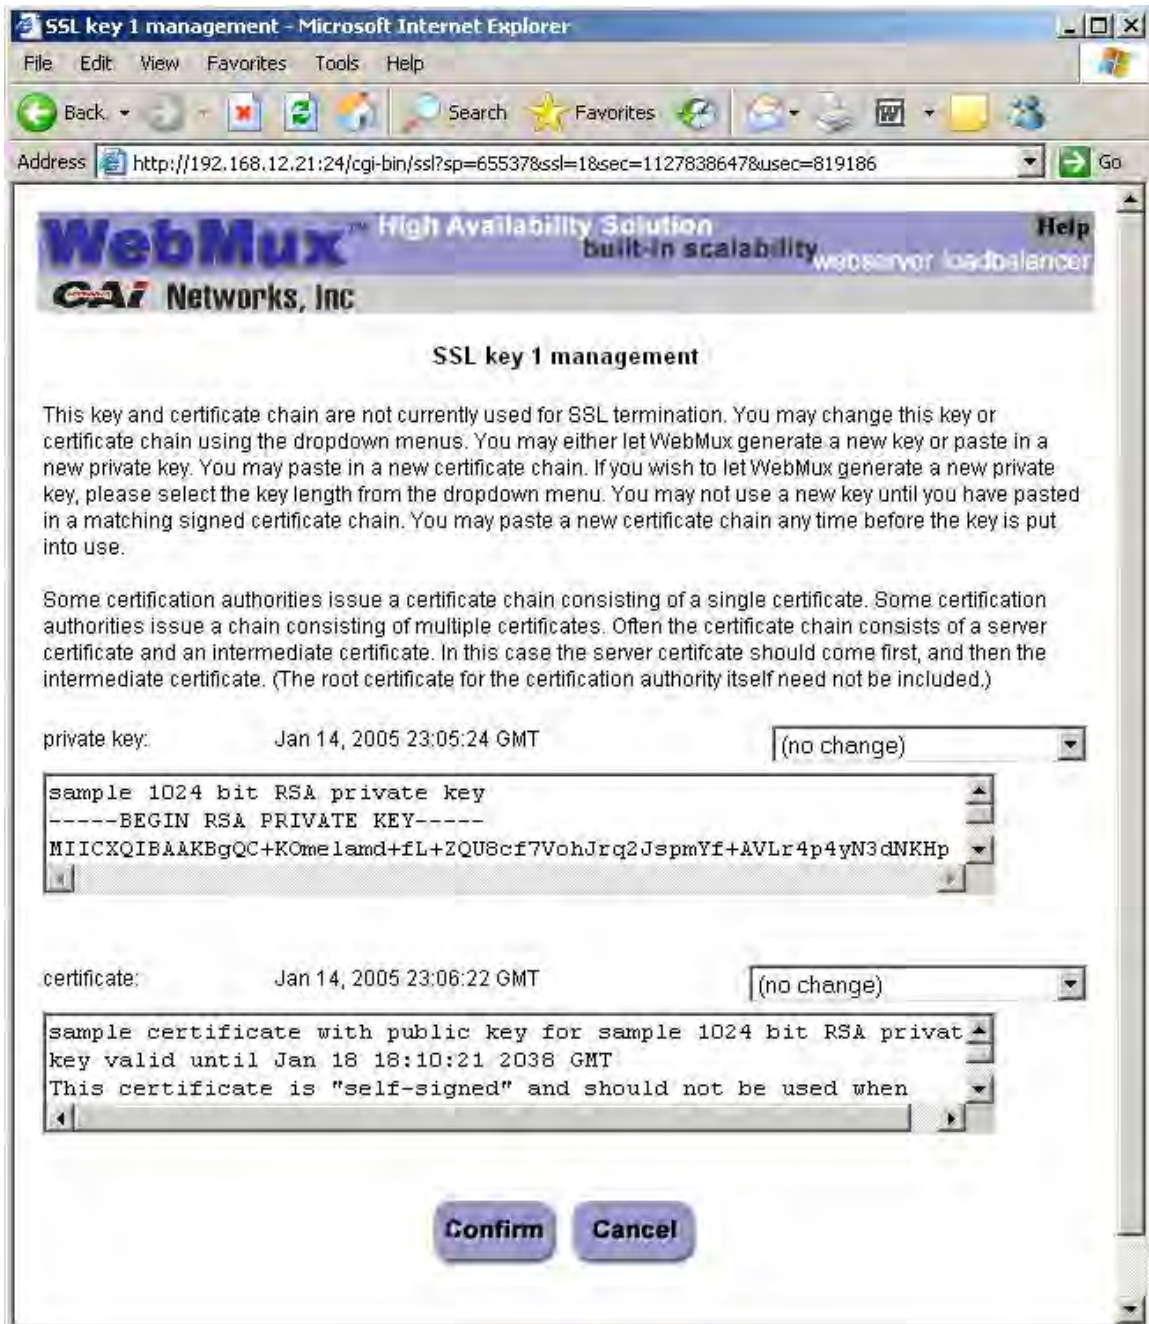 SSL key 1 management - Microsoft Internet Explorer
File Edit View Favorites Tools Help
Back Search Favorites
Address http://192.168.12.21:24/cgi-bin/ssl?sp=65537&ssl=1&sec=1127838647&usec=819186 Go
WebMux™ High Availability Solution Help
built-in scalability
webserver loadbalancer
CAI Networks, Inc
SSL key 1 management
This key and certificate chain are not currently used for SSL termination. You may change this key or
certificate chain using the dropdown menus. You may either let WebMux generate a new key or paste in a
new private key. You may paste in a new certificate chain. If you wish to let WebMux generate a new private
key, please select the key length from the dropdown menu. You may not use a new key until you have pasted
in a matching signed certificate chain. You may paste a new certificate chain any time before the key is put
into use.
Some certification authorities issue a certificate chain consisting of a single certificate. Some certification
authorities issue a chain consisting of multiple certificates. Often the certificate chain consists of a server
certificate and an intermediate certificate. In this case the server certifcate should come first, and then the
intermediate certificate. (The root certificate for the certification authority itself need not be included.)
private key: Jan 14, 2005 23:05:24 GMT (no change)
sample 1024 bit RSA private key
-----BEGIN RSA PRIVATE KEY-----
MIICXQIBAAKBgQC+KOmelamd+fL+ZQU8cf7VohJrq2JspmYf+AVLr4p4yN3dNKHp
certificate: Jan 14, 2005 23:06:22 GMT (no change)
sample certificate with public key for sample 1024 bit RSA privat
key valid until Jan 18 18:10:21 2038 GMT
This certificate is "self-signed" and should not be used when
Confirm Cancel